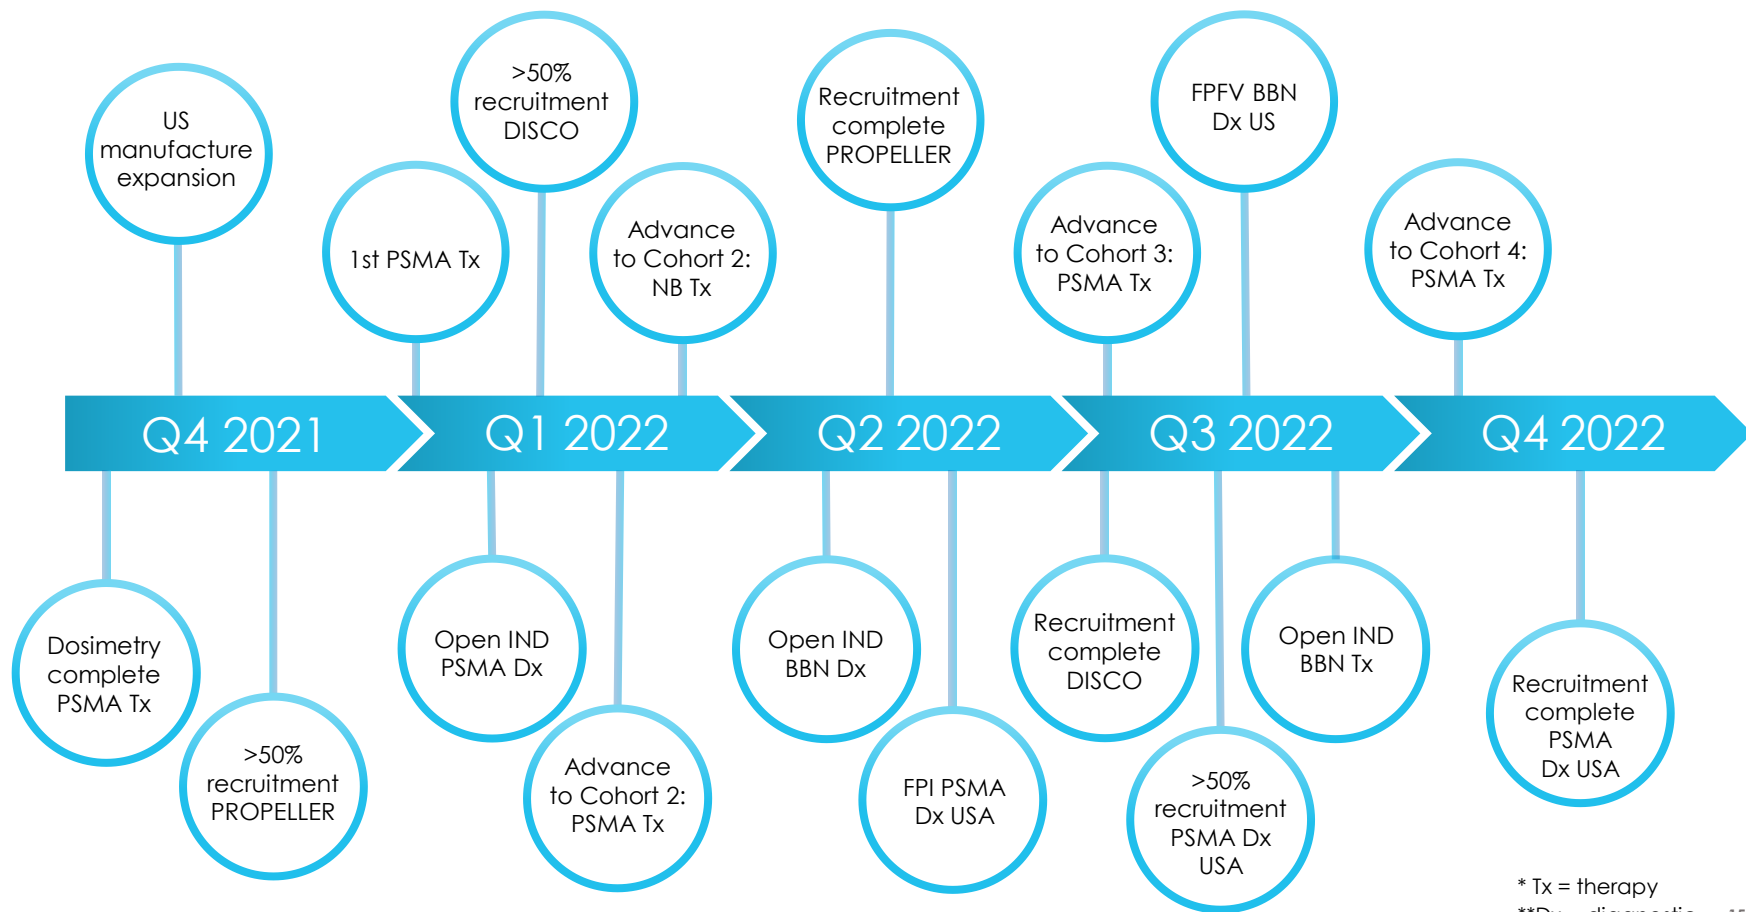 US
manufacture
expansion
1st PSMA Tx
>50%
recruitment
DISCO
Advance
to Cohort 2:
NB Tx
Recruitment
complete
PROPELLER
Advance
to Cohort 3:
PSMA Tx
FPFV BBN
Dx US
Advance
to Cohort 4:
PSMA Tx
Q4 2021
Q1 2022
Q2 2022
Q3 2022
Q4 2022
Dosimetry
complete
PSMA Tx
>50%
recruitment
PROPELLER
Open IND
PSMA Dx
Advance
to Cohort 2:
PSMA Tx
Open IND
BBN Dx
FPI PSMA
Dx USA
Recruitment
complete
DISCO
>50%
recruitment
PSMA Dx
USA
Open IND
BBN Tx
Recruitment
complete
PSMA
Dx USA
* Tx = therapy
**Dx = diagnostic